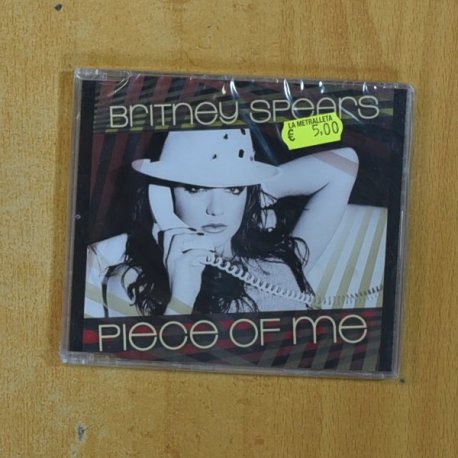 Britney Spears
LA METRALLETA
€ 5,00
Piece of me